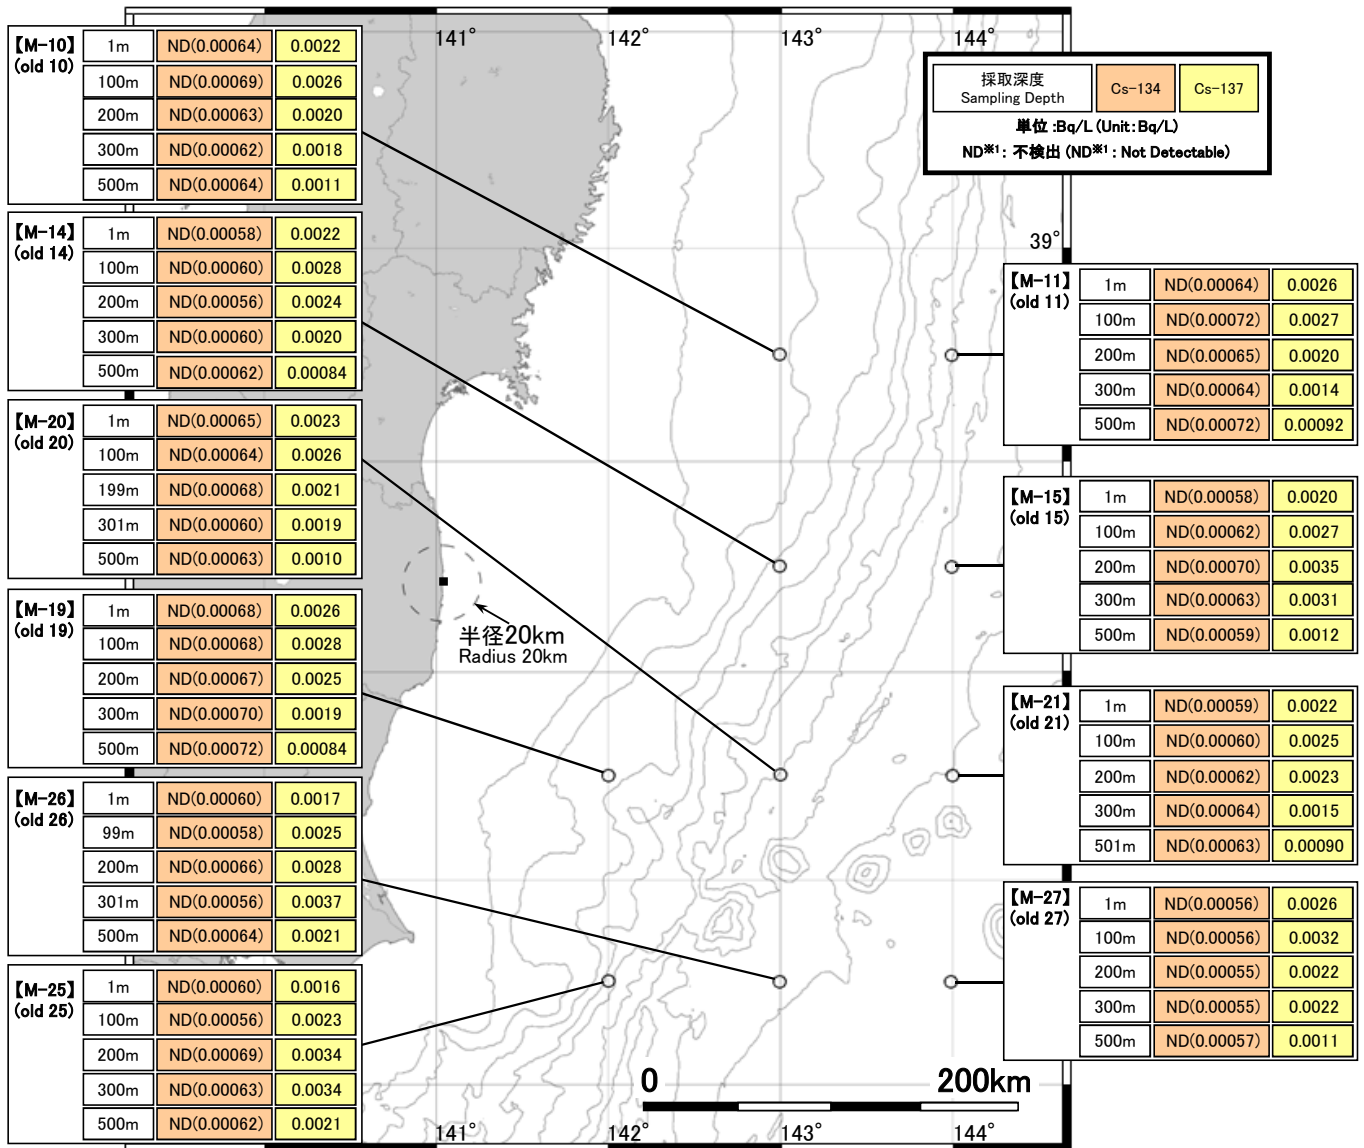 141°
142°
143°
144°
採取深度
Sampling Depth
Cs-134
Cs-137
単位:Bq/L (Unit:Bq/L)
ND※1: 不検出 (ND※1 : Not Detectable)
39°
【M-10】
(old 10)
1m ND(0.00064) 0.0022
100m ND(0.00069) 0.0026
200m ND(0.00063) 0.0020
300m ND(0.00062) 0.0018
500m ND(0.00064) 0.0011
【M-14】
(old 14)
1m ND(0.00058) 0.0022
100m ND(0.00060) 0.0028
200m ND(0.00056) 0.0024
300m ND(0.00060) 0.0020
500m ND(0.00062) 0.00084
【M-20】
(old 20)
1m ND(0.00065) 0.0023
100m ND(0.00064) 0.0026
199m ND(0.00068) 0.0021
301m ND(0.00060) 0.0019
500m ND(0.00063) 0.0010
【M-19】
(old 19)
1m ND(0.00068) 0.0026
100m ND(0.00068) 0.0028
200m ND(0.00067) 0.0025
300m ND(0.00070) 0.0019
500m ND(0.00072) 0.00084
【M-26】
(old 26)
1m ND(0.00060) 0.0017
99m ND(0.00058) 0.0025
200m ND(0.00066) 0.0028
301m ND(0.00056) 0.0037
500m ND(0.00064) 0.0021
【M-25】
(old 25)
1m ND(0.00060) 0.0016
100m ND(0.00056) 0.0023
200m ND(0.00069) 0.0034
300m ND(0.00063) 0.0034
500m ND(0.00062) 0.0021
半径20km
Radius 20km
【M-11】
(old 11)
1m ND(0.00064) 0.0026
100m ND(0.00072) 0.0027
200m ND(0.00065) 0.0020
300m ND(0.00064) 0.0014
500m ND(0.00072) 0.00092
【M-15】
(old 15)
1m ND(0.00058) 0.0020
100m ND(0.00062) 0.0027
200m ND(0.00070) 0.0035
300m ND(0.00063) 0.0031
500m ND(0.00059) 0.0012
【M-21】
(old 21)
1m ND(0.00059) 0.0022
100m ND(0.00060) 0.0025
200m ND(0.00062) 0.0023
300m ND(0.00064) 0.0015
501m ND(0.00063) 0.00090
【M-27】
(old 27)
1m ND(0.00056) 0.0026
100m ND(0.00056) 0.0032
200m ND(0.00055) 0.0022
300m ND(0.00055) 0.0022
500m ND(0.00057) 0.0011
0 200km
141°
142°
143°
144°